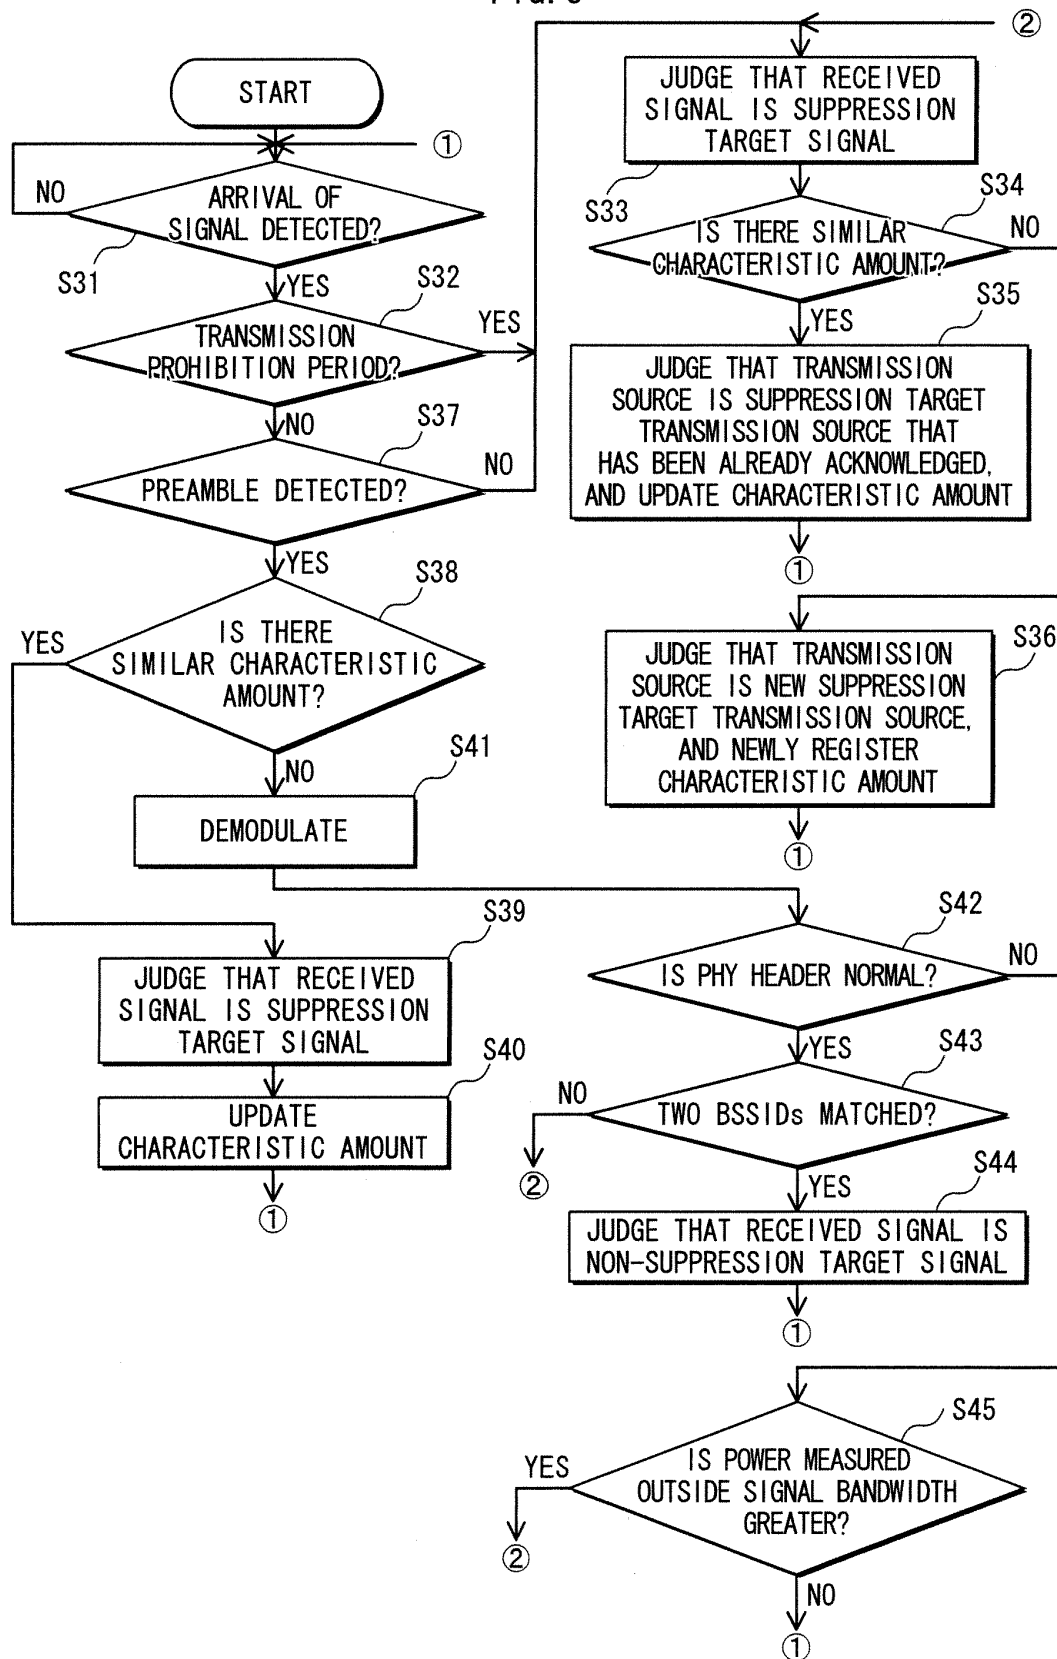 ②
START
①
NO
ARRIVAL OF
SIGNAL DETECTED?
S31
YES
S32
TRANSMISSION
PROHIBITION PERIOD?
YES
NO
S37
PREAMBLE DETECTED?
NO
YES
S38
YES
IS THERE
SIMILAR CHARACTERISTIC
AMOUNT?
NO
S41
DEMODULATE
S39
JUDGE THAT RECEIVED
SIGNAL IS SUPPRESSION
TARGET SIGNAL
S40
UPDATE
CHARACTERISTIC AMOUNT
①
JUDGE THAT RECEIVED
SIGNAL IS SUPPRESSION
TARGET SIGNAL
S33
S34
IS THERE SIMILAR
CHARACTERISTIC AMOUNT?
NO
YES
S35
JUDGE THAT TRANSMISSION
SOURCE IS SUPPRESSION TARGET
TRANSMISSION SOURCE THAT
HAS BEEN ALREADY ACKNOWLEDGED,
AND UPDATE CHARACTERISTIC AMOUNT
①
S36
JUDGE THAT TRANSMISSION
SOURCE IS NEW SUPPRESSION
TARGET TRANSMISSION SOURCE,
AND NEWLY REGISTER
CHARACTERISTIC AMOUNT
①
S42
IS PHY HEADER NORMAL?
NO
YES
S43
NO
TWO BSSIDs MATCHED?
②
YES
S44
JUDGE THAT RECEIVED SIGNAL IS
NON-SUPPRESSION TARGET SIGNAL
①
S45
YES
IS POWER MEASURED
OUTSIDE SIGNAL BANDWIDTH
GREATER?
②
NO
①